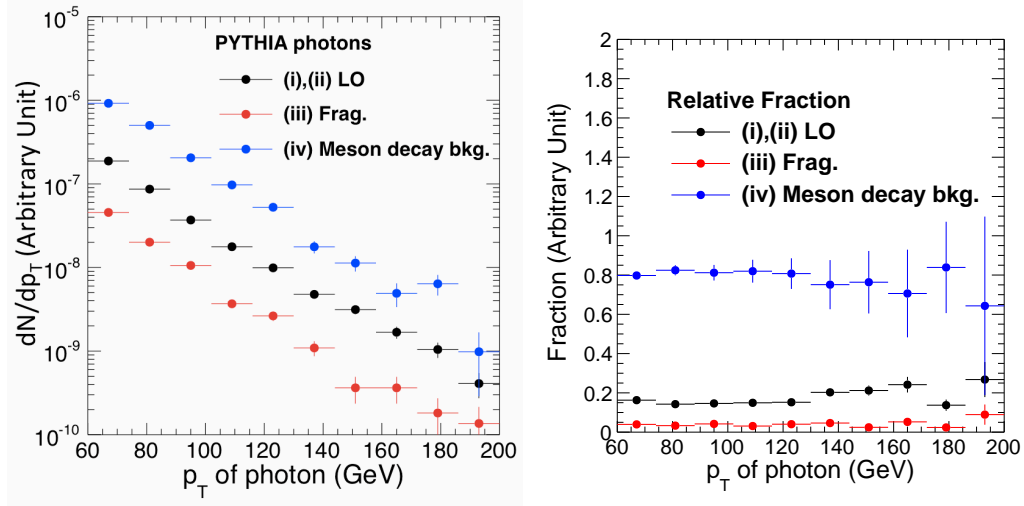 PYTHIA photons
(i),(ii) LO
(iii) Frag.
(iv) Meson decay bkg.
dN/dp_T (Arbitrary Unit)
10^-5
10^-6
10^-7
10^-8
10^-9
10^-10
60 80 100 120 140 160 180 200
p_T of photon (GeV)
Relative Fraction
(i),(ii) LO
(iii) Frag.
(iv) Meson decay bkg.
Fraction (Arbitrary Unit)
2
1.8
1.6
1.4
1.2
1
0.8
0.6
0.4
0.2
0
60 80 100 120 140 160 180 200
p_T of photon (GeV)